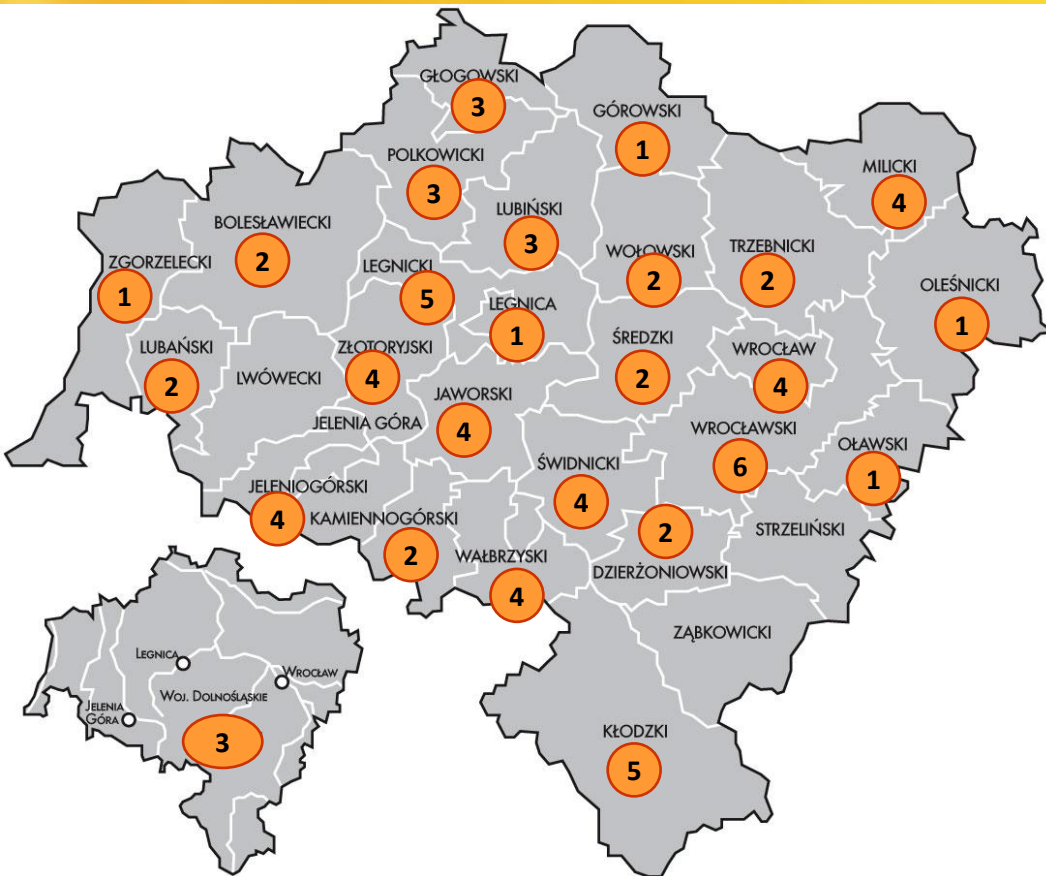 GŁOGOWSKI
3
GÓROWSKI
1
POLKOWICKI
3
MILICKI
4
LUBIŃSKI
3
BOLESŁAWIECKI
2
ZGORZELECKI
1
LEGNICKI
5
WOŁOWSKI
2
TRZEBNICKI
2
OLEŚNICKI
1
LEGNICA
1
LUBAŃSKI
2
LWÓWECKI
ZŁOTORYJSKI
4
ŚREDZKI
2
WROCŁAW
4
JAWORSKI
4
JELENIA GÓRA
WROCŁAWSKI
6
OŁAWSKI
1
ŚWIDNICKI
4
JELENIOGÓRSKI
4
KAMIENNOGÓRSKI
2
STRZELIŃSKI
WAŁBRZYSKI
4
2
DZIERŻONIOWSKI
ZĄBKOWICKI
KŁODZKI
5
LEGNICA
WROCŁAW
WOJ. DOLNOŚLĄSKIE
JELENIA
GÓRA
3